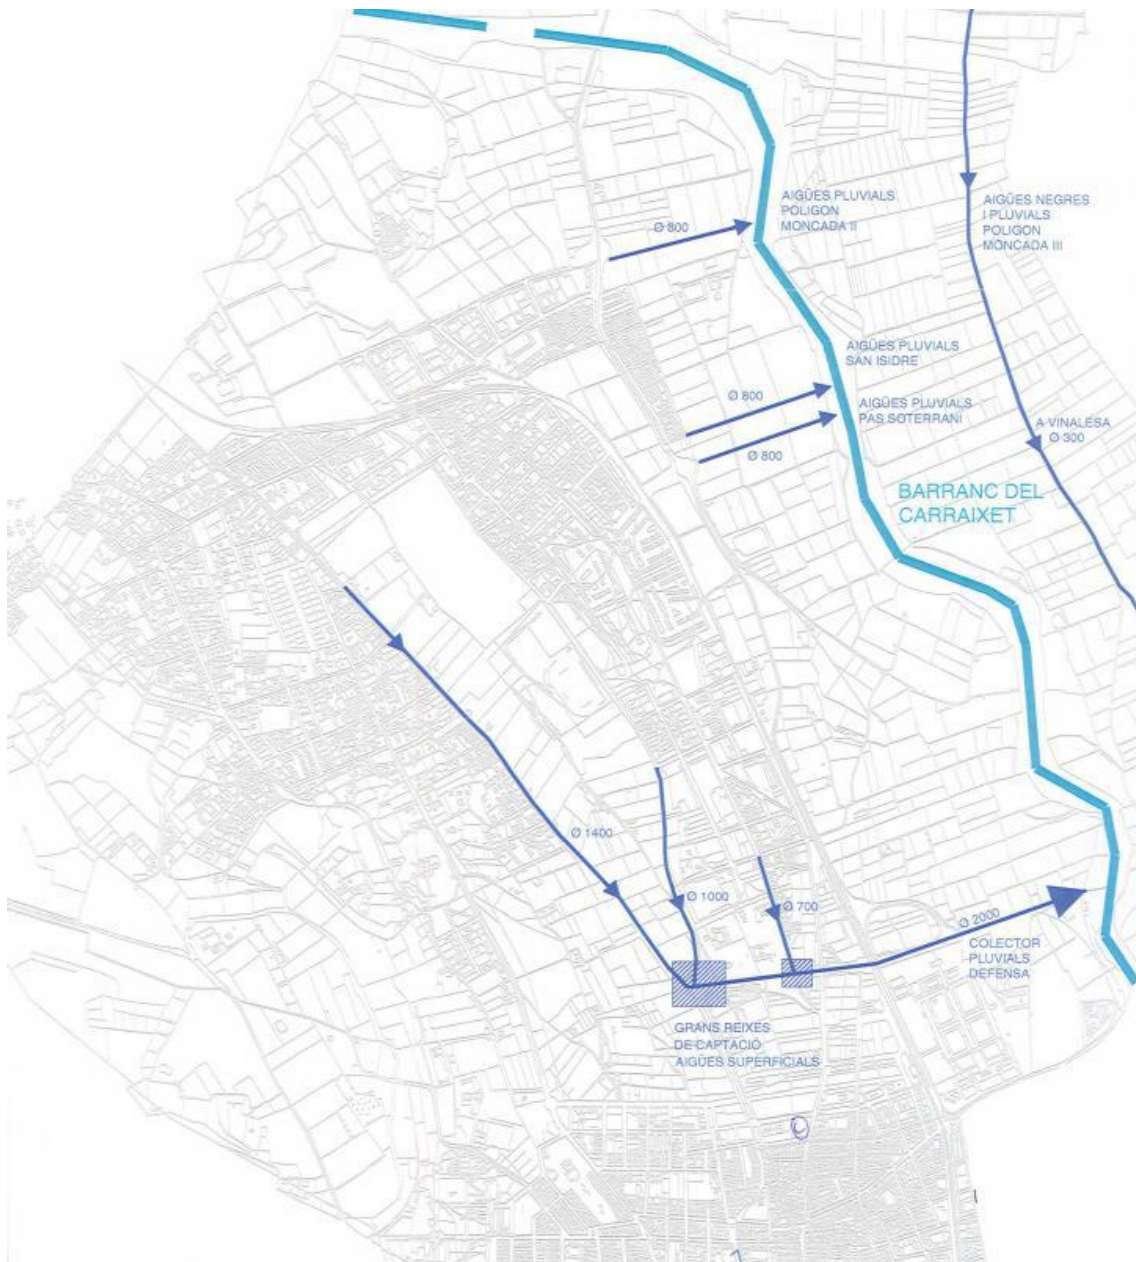 AIGÜES PLUVIALS
POLIGON
MONCADA II
AIGÜES NEGRES
I PLUVIALS
POLIGON
MONCADA III
Ø 800
AIGÜES PLUVIALS
SAN ISIDRE
Ø 800
AIGÜES PLUVIALS
PAS SOTERRANI
Ø 800
A VINALESA
Ø 300
BARRANC DEL
CARRAIXET
Ø 1400
Ø 1000
Ø 700
Ø 2000
COLECTOR
PLUVIALS
DEFENSA
GRANS REIXES
DE CAPTACIÓ
AIGÜES SUPERFICIALS